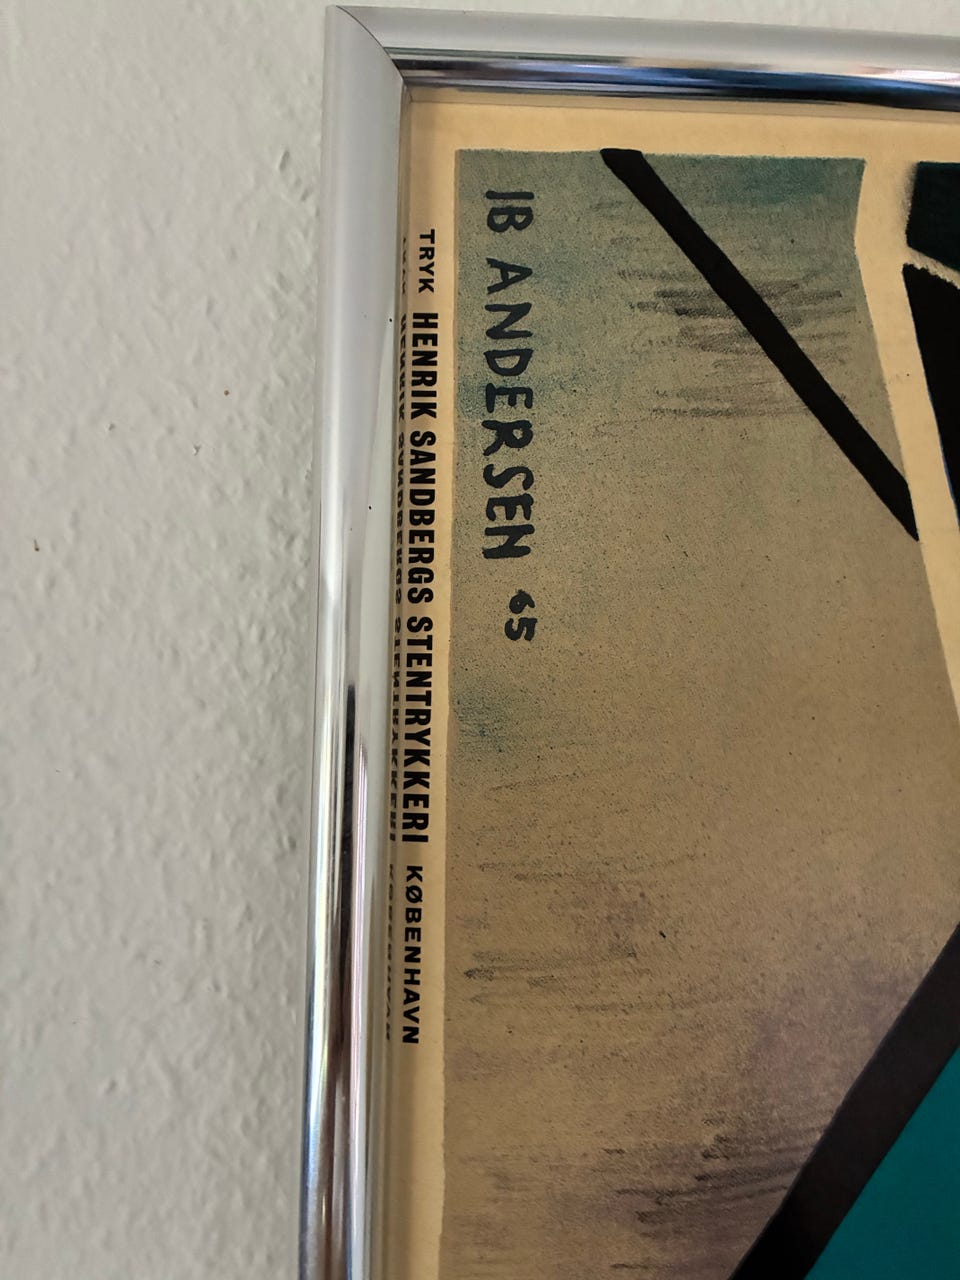 IB ANDERSEN 65
TRYK HENRIK SANDBERGS STENTRYKKERI KØBENHAVN